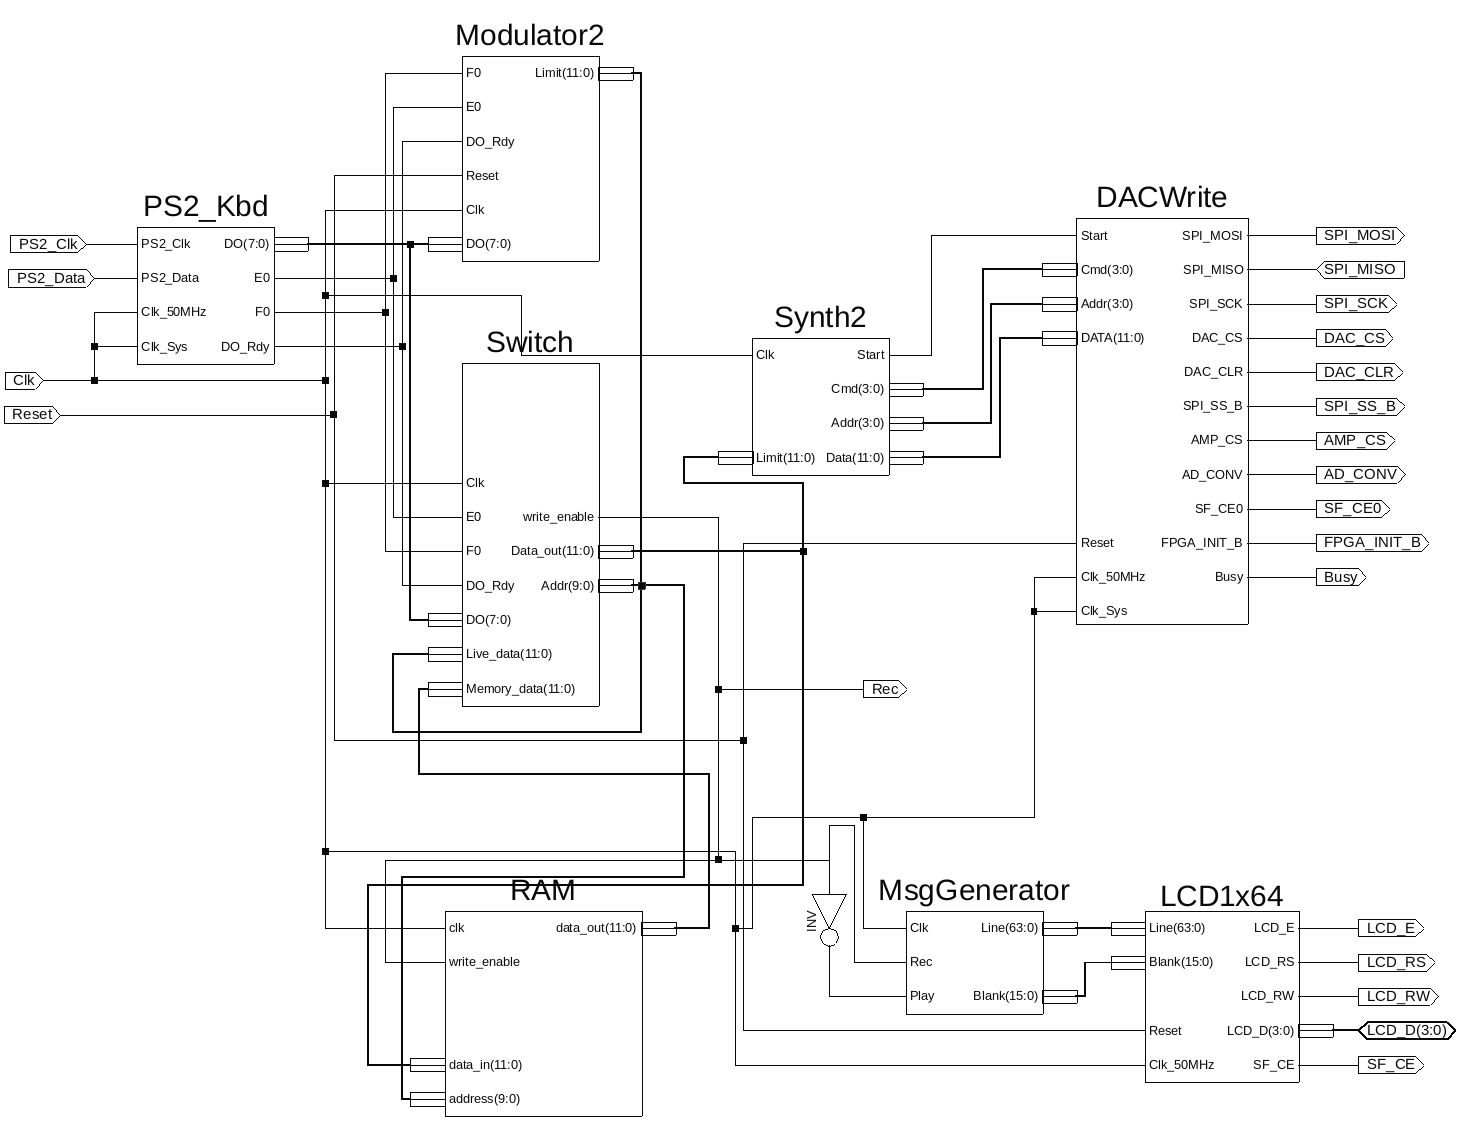 Modulator2
F0
Limit(11:0)
E0
DO_Rdy
Reset
Clk
DO(7:0)
PS2_Kbd
PS2_Clk
PS2_Clk
DO(7:0)
PS2_Data
PS2_Data
E0
Clk_50MHz
F0
Clk_Sys
DO_Rdy
Clk
Reset
Switch
Clk
E0
write_enable
F0
Data_out(11:0)
DO_Rdy
Addr(9:0)
DO(7:0)
Live_data(11:0)
Memory_data(11:0)
Synth2
Clk
Start
Cmd(3:0)
Addr(3:0)
Limit(11:0)
Data(11:0)
DACWrite
Start
SPI_MOSI
SPI_MOSI
Cmd(3:0)
SPI_MISO
SPI_MISO
Addr(3:0)
SPI_SCK
SPI_SCK
DATA(11:0)
DAC_CS
DAC_CS
DAC_CLR
DAC_CLR
SPI_SS_B
SPI_SS_B
AMP_CS
AMP_CS
AD_CONV
AD_CONV
SF_CE0
SF_CE0
Reset
FPGA_INIT_B
FPGA_INIT_B
Clk_50MHz
Busy
Busy
Clk_Sys
Rec
RAM
clk
data_out(11:0)
write_enable
data_in(11:0)
address(9:0)
INV
MsgGenerator
Clk
Line(63:0)
Rec
Play
Blank(15:0)
LCD1x64
Line(63:0)
LCD_E
LCD_E
Blank(15:0)
LCD_RS
LCD_RS
LCD_RW
LCD_RW
Reset
LCD_D(3:0)
LCD_D(3:0)
Clk_50MHz
SF_CE
SF_CE